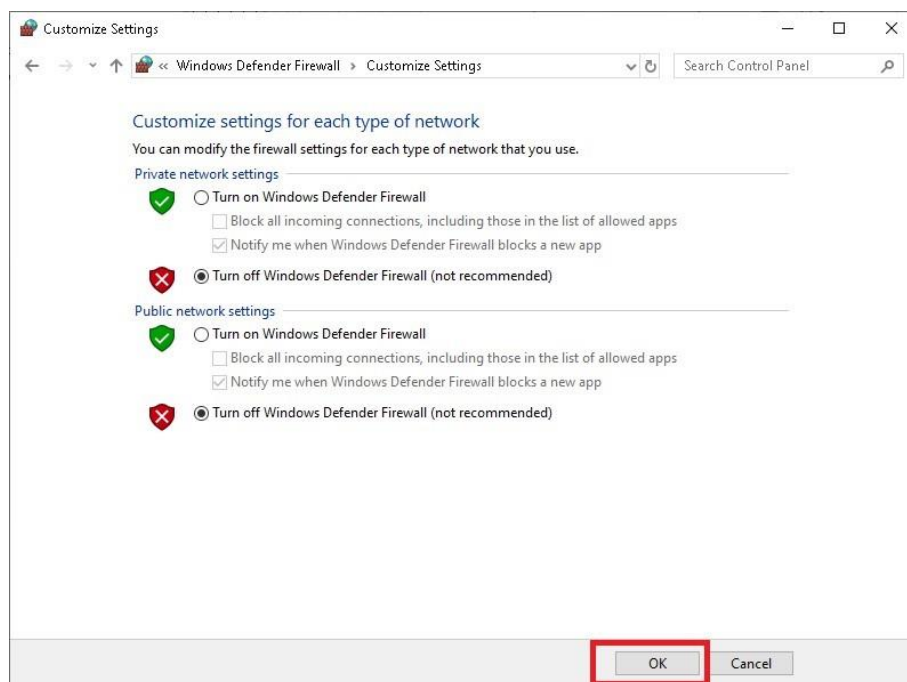 Customize Settings
« Windows Defender Firewall › Customize Settings
Search Control Panel
Customize settings for each type of network
You can modify the firewall settings for each type of network that you use.
Private network settings
Turn on Windows Defender Firewall
Block all incoming connections, including those in the list of allowed apps
Notify me when Windows Defender Firewall blocks a new app
Turn off Windows Defender Firewall (not recommended)
Public network settings
Turn on Windows Defender Firewall
Block all incoming connections, including those in the list of allowed apps
Notify me when Windows Defender Firewall blocks a new app
Turn off Windows Defender Firewall (not recommended)
OK Cancel